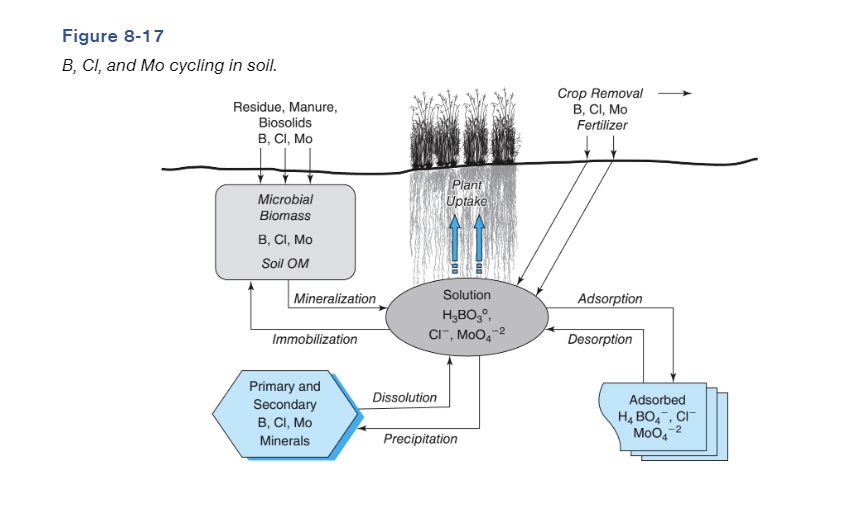 Figure 8-17
B, Cl, and Mo cycling in soil.
Residue, Manure,
Biosolids
B, Cl, Mo
Crop Removal
B, Cl, Mo
Fertilizer
Plant
Uptake
Microbial
Biomass
B, Cl, Mo
Soil OM
Mineralization
Immobilization
Solution
H₃BO₃⁰,
Cl⁻, MoO₄⁻²
Adsorption
Desorption
Primary and
Secondary
B, Cl, Mo
Minerals
Dissolution
Precipitation
Adsorbed
H₄ BO₄⁻, Cl⁻
MoO₄⁻²